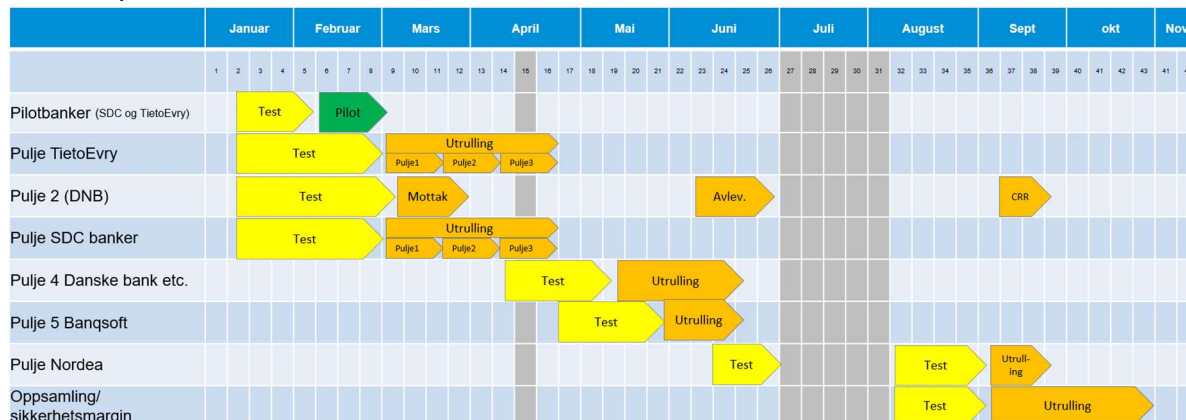 Januar Februar Mars April Mai Juni Juli August Sept okt Nov
1 2 3 4 5 6 7 8 9 10 11 12 13 14 15 16 17 18 19 20 21 22 23 24 25 26 27 28 29 30 31 32 33 34 35 36 37 38 39 40 41 42 43 41
Pilotbanker (SDC og TietoEvry) Test Pilot
Utrulling
Pulje TietoEvry Test
Pulje1 Pulje2 Pulje3
Pulje 2 (DNB) Test Mottak Avlev. CRR
Utrulling
Pulje SDC banker Test
Pulje1 Pulje2 Pulje3
Pulje 4 Danske bank etc. Test Utrulling
Pulje 5 Banqsoft Test Utrulling
Pulje Nordea Test Test Utrull-
ing
Oppsamling/
sikkerhetsmargin Test Utrulling